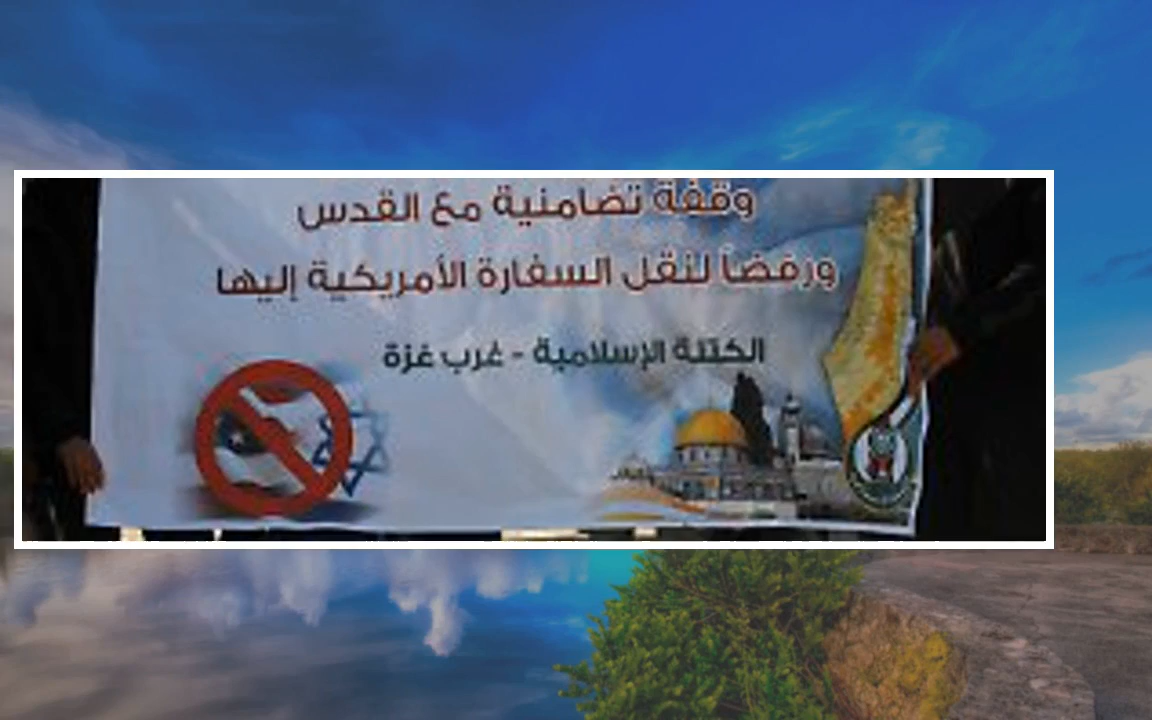 وقفة تضامنية مع القدس
ورفضاً لنقل السفارة الأمريكية إليها
الكتلة الإسلامية - غرب غزة